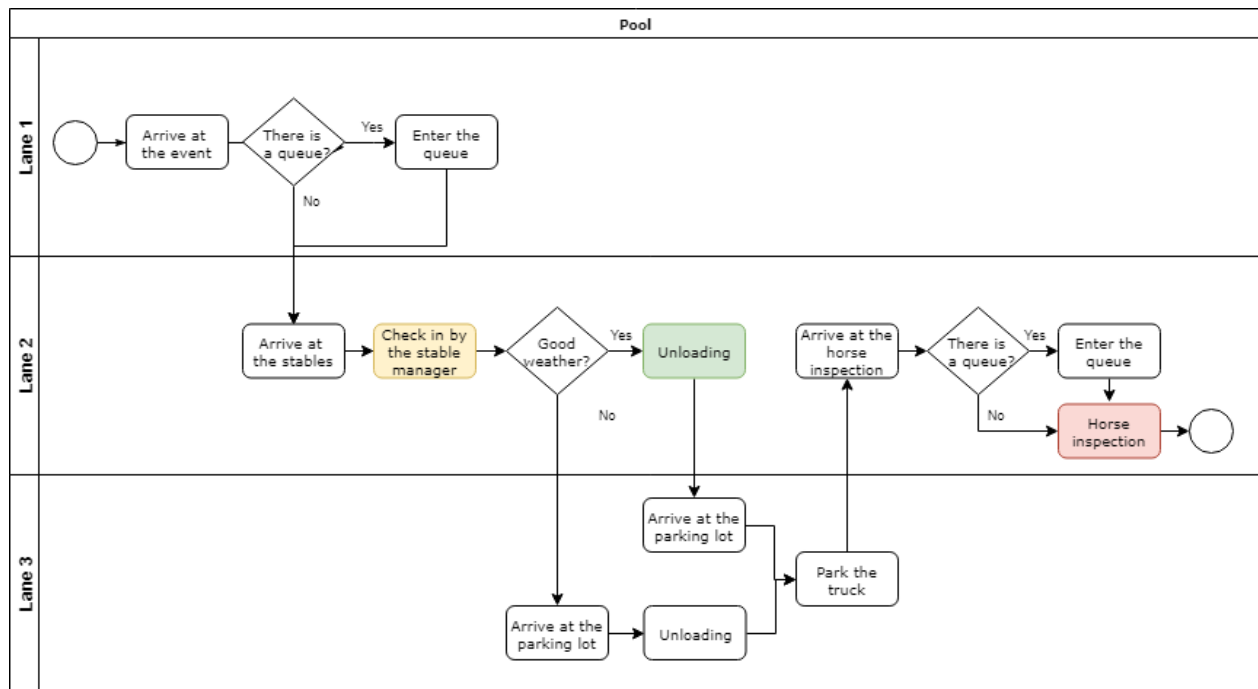 Pool
Lane 1
Arrive at
the event
There is
a queue?
Yes
Enter the
queue
No
Lane 2
Arrive at
the stables
Check in by
the stable
manager
Good
weather?
Yes
Unloading
No
Arrive at the
horse
inspection
There is
a queue?
Yes
Enter the
queue
No
Horse
inspection
Lane 3
Arrive at the
parking lot
Park the
truck
Arrive at the
parking lot
Unloading